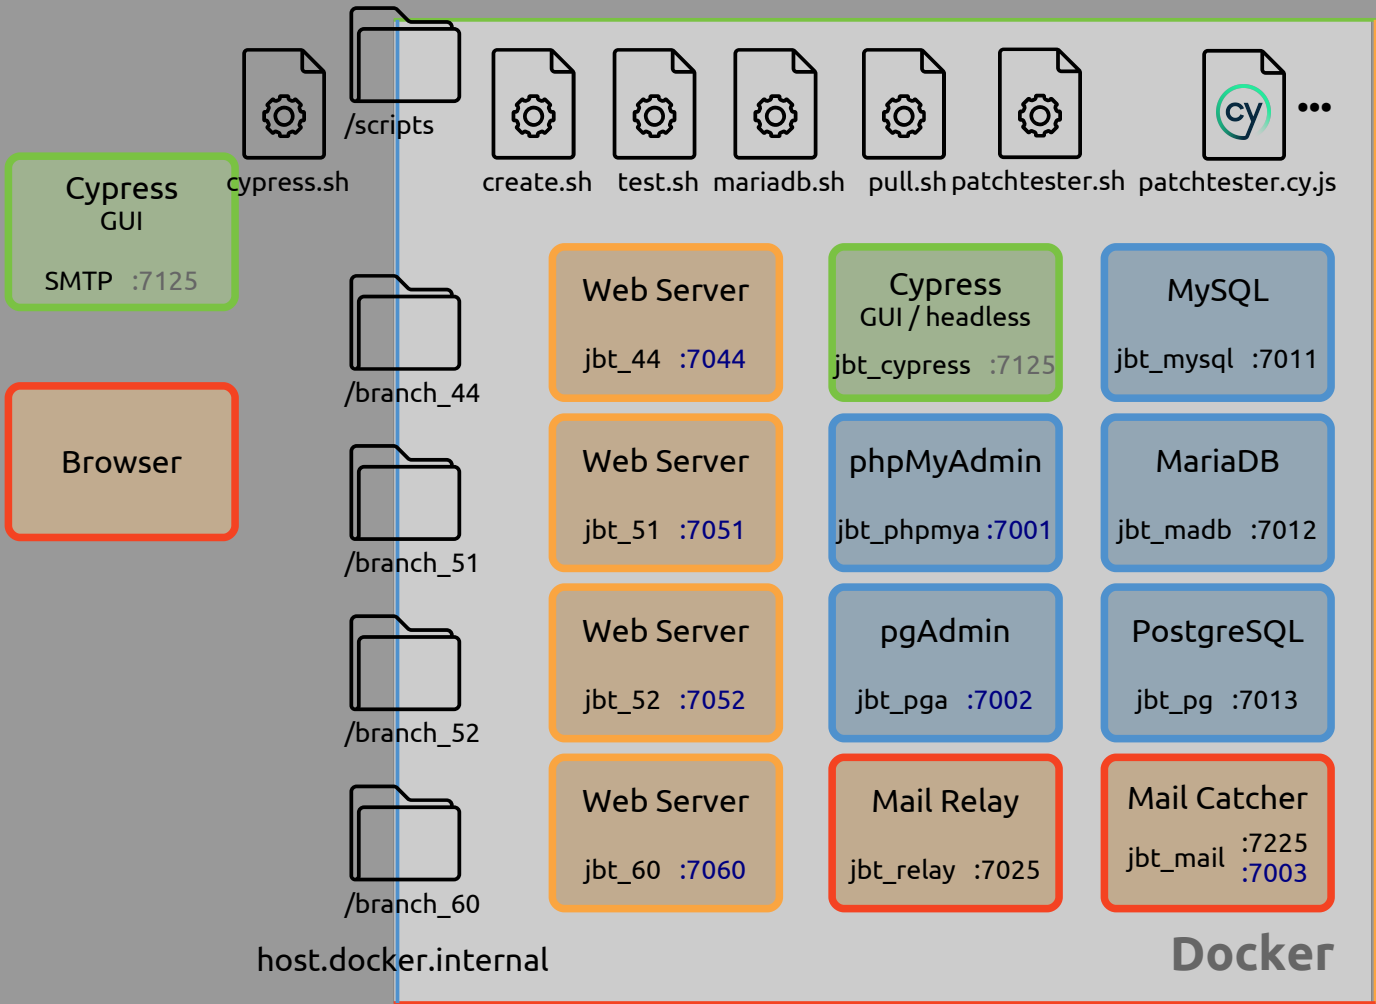 /scripts
cypress.sh
create.sh
test.sh
mariadb.sh
pull.sh
patchtester.sh
cy
•••
patchtester.cy.js
Cypress
GUI
SMTP :7125
Browser
/branch_44
/branch_51
/branch_52
/branch_60
Web Server
jbt_44 :7044
Cypress
GUI / headless
jbt_cypress :7125
MySQL
jbt_mysql :7011
Web Server
jbt_51 :7051
phpMyAdmin
jbt_phpmya :7001
MariaDB
jbt_madb :7012
Web Server
jbt_52 :7052
pgAdmin
jbt_pga :7002
PostgreSQL
jbt_pg :7013
Web Server
jbt_60 :7060
Mail Relay
jbt_relay :7025
Mail Catcher
jbt_mail :7225
:7003
host.docker.internal
Docker